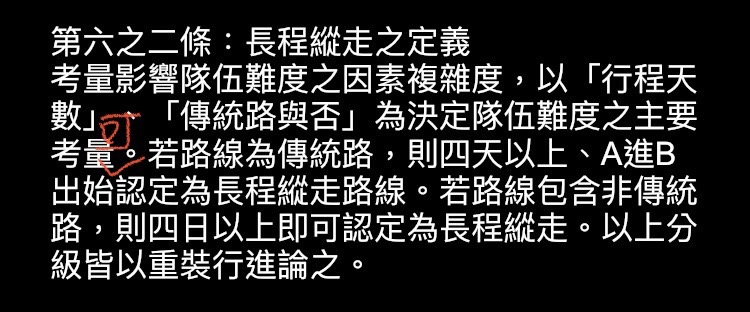 第六之二條：長程縱走之定義
考量影響隊伍難度之因素複雜度，以「行程天
數」、「傳統路與否」為決定隊伍難度之主要
可
考量。若路線為傳統路，則四天以上、A進B
出始認定為長程縱走路線。若路線包含非傳統
路，則四日以上即可認定為長程縱走。以上分
級皆以重裝行進論之。